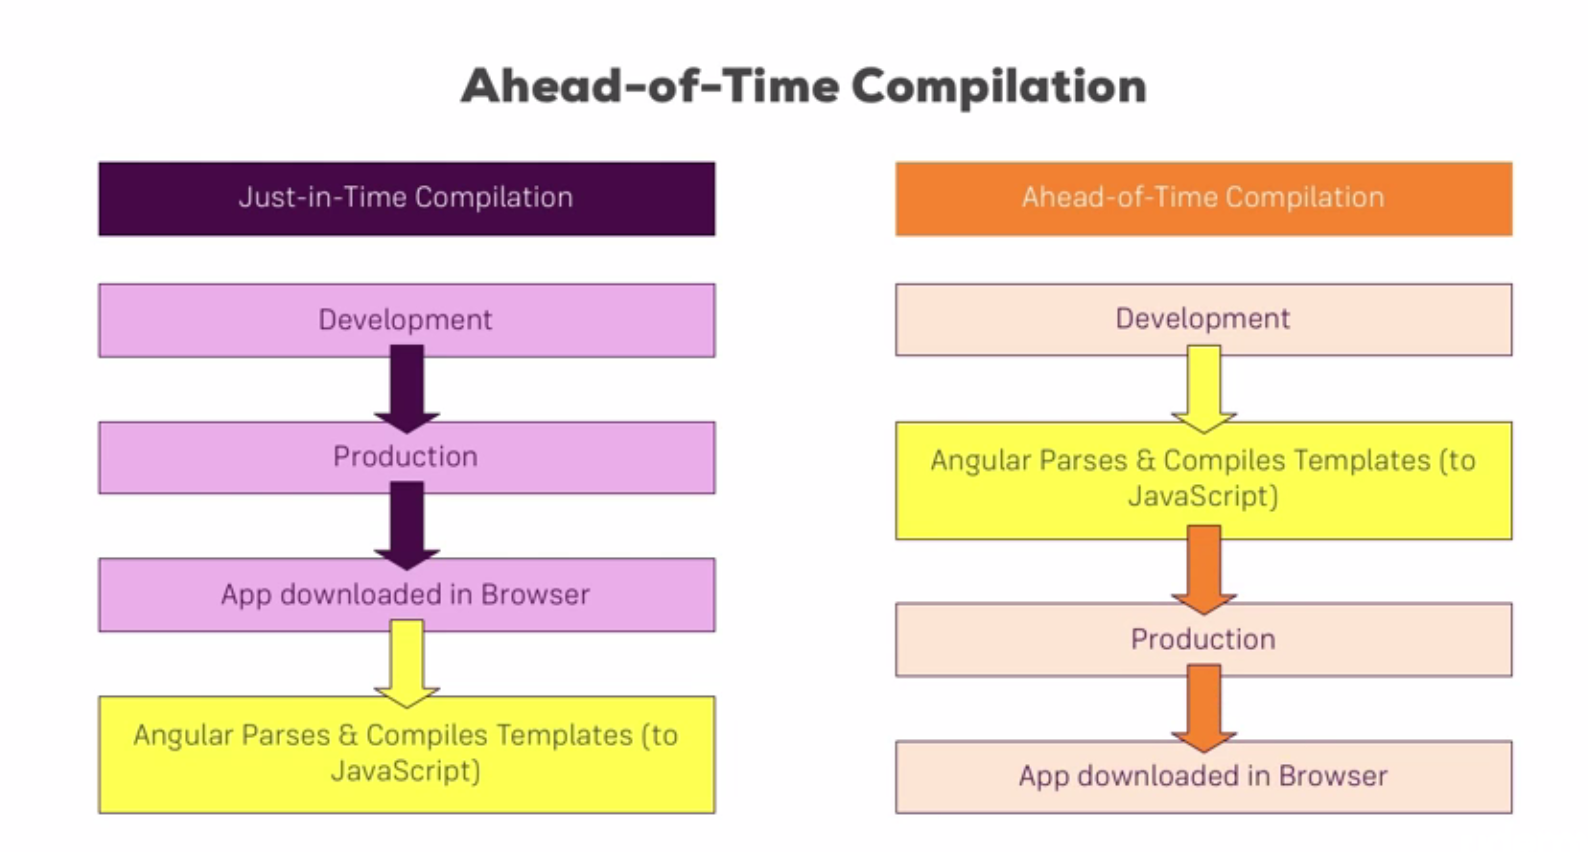 Ahead-of-Time Compilation
Just-in-Time Compilation
Development
Production
App downloaded in Browser
Angular Parses & Compiles Templates (to
JavaScript)
Ahead-of-Time Compilation
Development
Angular Parses & Compiles Templates (to
JavaScript)
Production
App downloaded in Browser